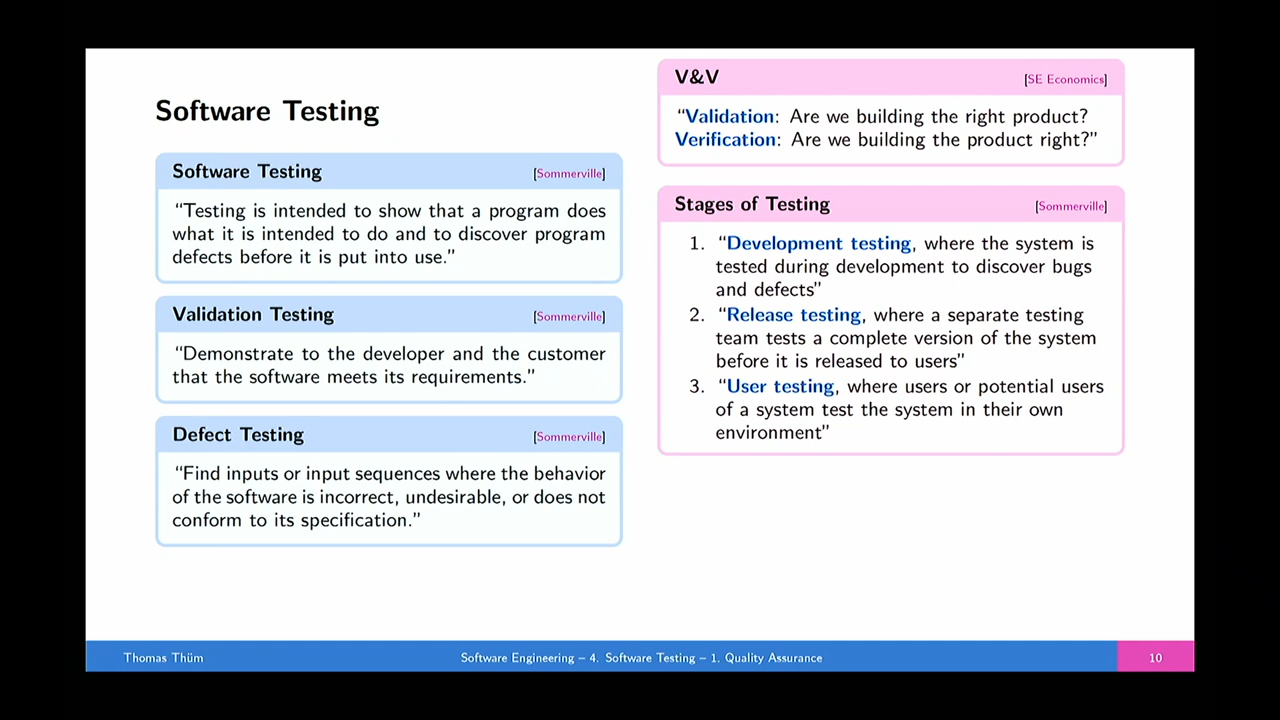 Software Testing
Software Testing [Sommerville]
“Testing is intended to show that a program does
what it is intended to do and to discover program
defects before it is put into use.”
Validation Testing [Sommerville]
“Demonstrate to the developer and the customer
that the software meets its requirements.”
Defect Testing [Sommerville]
“Find inputs or input sequences where the behavior
of the software is incorrect, undesirable, or does not
conform to its specification.”
V&V [SE Economics]
“Validation: Are we building the right product?
Verification: Are we building the product right?”
Stages of Testing [Sommerville]
1. “Development testing, where the system is
tested during development to discover bugs
and defects”
2. “Release testing, where a separate testing
team tests a complete version of the system
before it is released to users”
3. “User testing, where users or potential users
of a system test the system in their own
environment”
Thomas Thüm Software Engineering – 4. Software Testing – 1. Quality Assurance 10